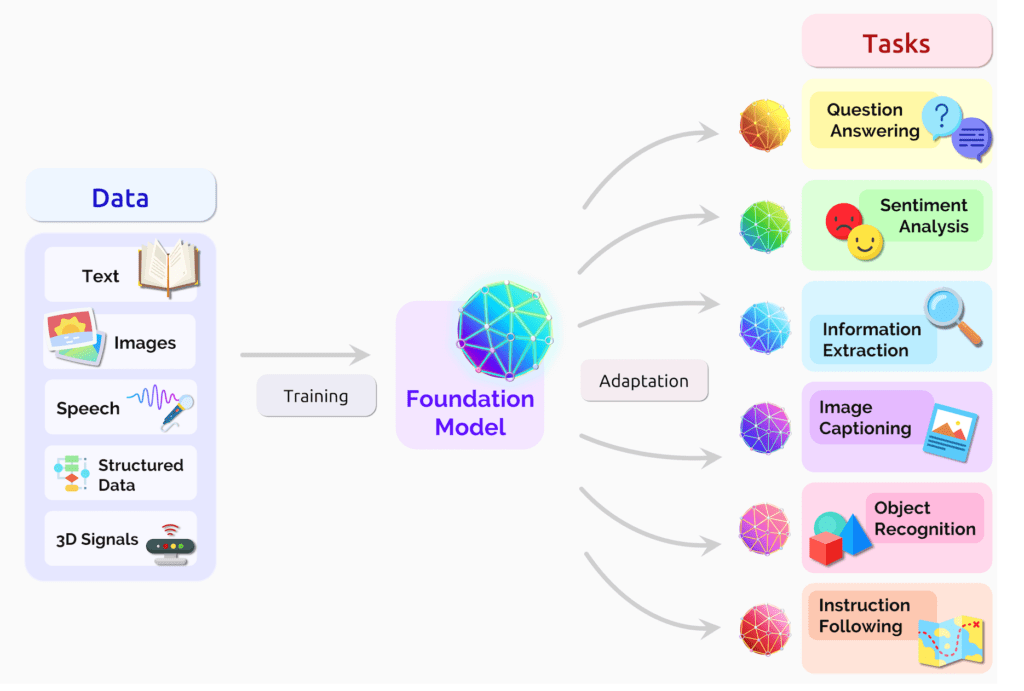 Data
Text
Images
Speech
Structured
Data
3D Signals
Training
Foundation
Model
Adaptation
Tasks
Question
Answering
?
Sentiment
Analysis
Information
Extraction
Image
Captioning
Object
Recognition
Instruction
Following